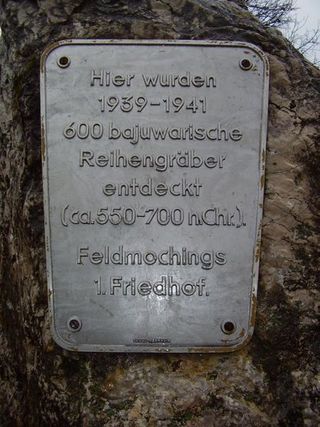 Hier wurden
1939-1941
600 bajuwarische
Reihengräber
entdeckt
(ca.550-700 n.Chr.).
Feldmochings
1. Friedhof.